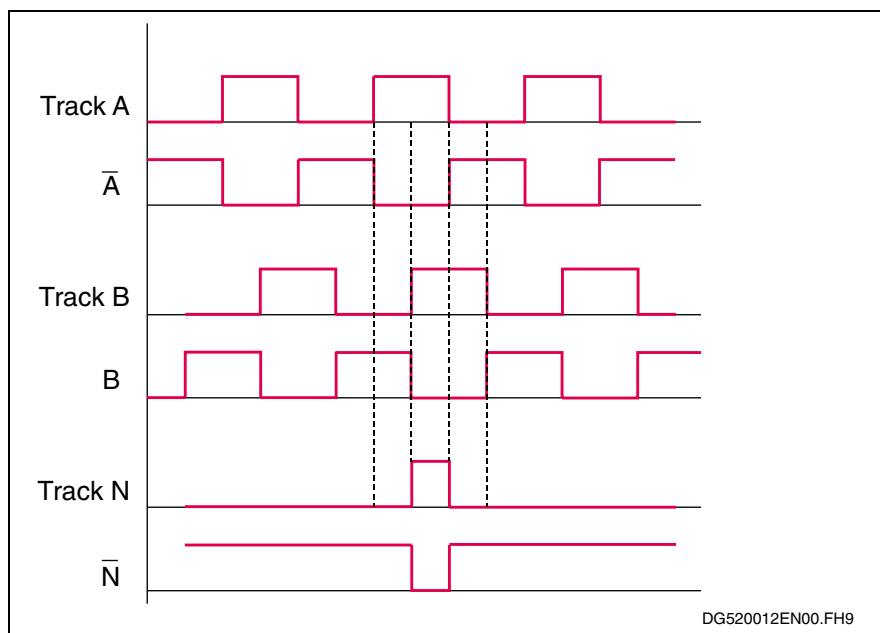 Track A
A̅
Track B
B
Track N
N̅
DG520012EN00.FH9